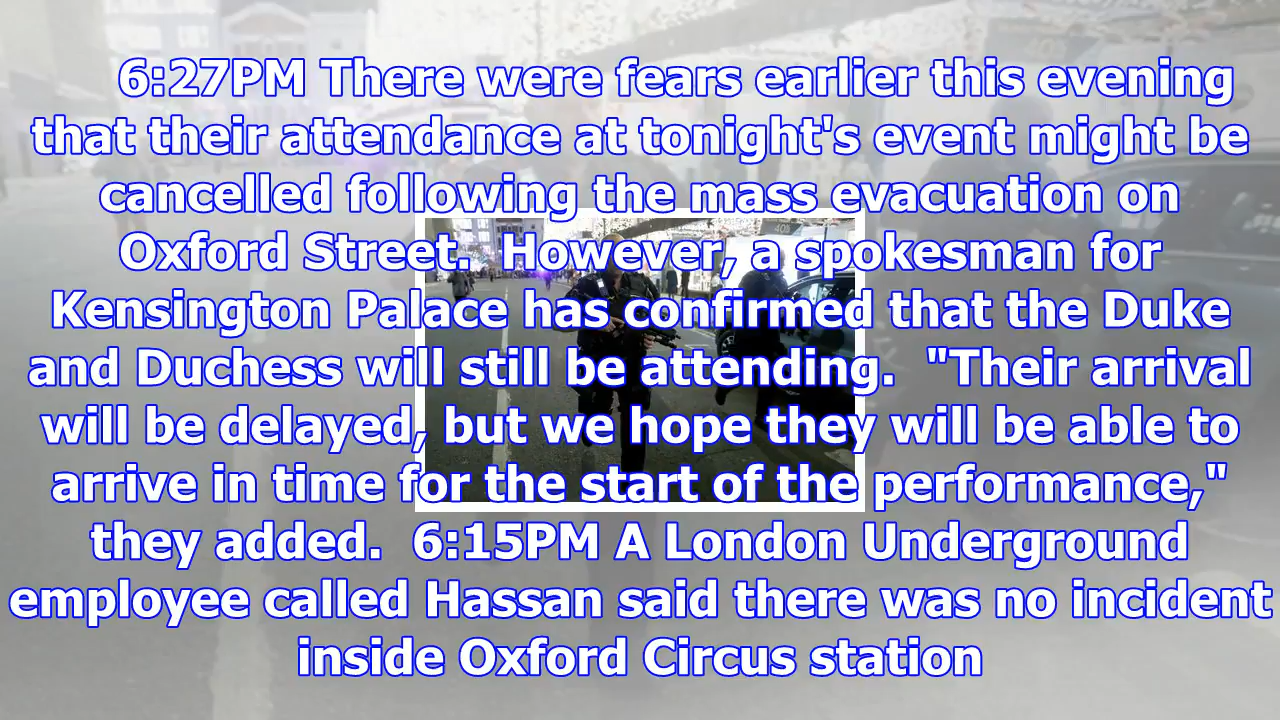 6:27PM There were fears earlier this evening
that their attendance at tonight's event might be
cancelled following the mass evacuation on
Oxford Street.  However, a spokesman for
Kensington Palace has confirmed that the Duke
and Duchess will still be attending.  "Their arrival
will be delayed, but we hope they will be able to
arrive in time for the start of the performance,"
they added.  6:15PM A London Underground
employee called Hassan said there was no incident
inside Oxford Circus station